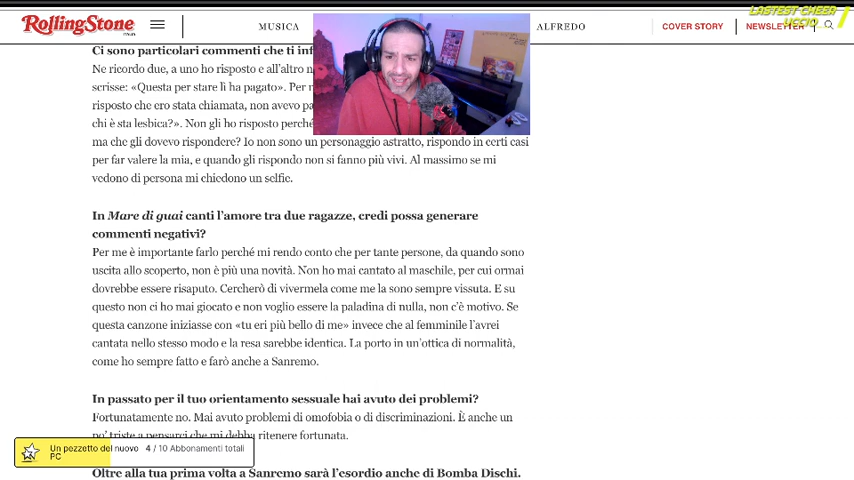 LASTEST CHEER
UCCIO... 1
RollingStone
ITALIA
MUSICA
ALFREDO
COVER STORY
NEWSLETTER
Ci sono particolari commenti che ti inf
Ne ricordo due, a uno ho risposto e all'altro n
scrisse: «Questa per stare lì ha pagato». Per r
risposto che ero stata chiamata, non avevo pa
chi è sta lesbica?». Non gli ho risposto perché
ma che gli dovevo rispondere? Io non sono un personaggio astratto, rispondo in certi casi
per far valere la mia, e quando gli rispondo non si fanno più vivi. Al massimo se mi
vedono di persona mi chiedono un selfie.
In Mare di guai canti l'amore tra due ragazze, credi possa generare
commenti negativi?
Per me è importante farlo perché mi rendo conto che per tante persone, da quando sono
uscita allo scoperto, non è più una novità. Non ho mai cantato al maschile, per cui ormai
dovrebbe essere risaputo. Cercherò di vivermela come me la sono sempre vissuta. E su
questo non ci ho mai giocato e non voglio essere la paladina di nulla, non c'è motivo. Se
questa canzone iniziasse con «tu eri più bello di me» invece che al femminile l'avrei
cantata nello stesso modo e la resa sarebbe identica. La porto in un'ottica di normalità,
come ho sempre fatto e farò anche a Sanremo.
In passato per il tuo orientamento sessuale hai avuto dei problemi?
Fortunatamente no. Mai avuto problemi di omofobia o di discriminazioni. È anche un
po' triste a pensarci che mi debba ritenere fortunata.
Un pezzetto del nuovo 4 / 10 Abbonamenti totali
PC
Oltre alla tua prima volta a Sanremo sarà l'esordio anche di Bomba Dischi.